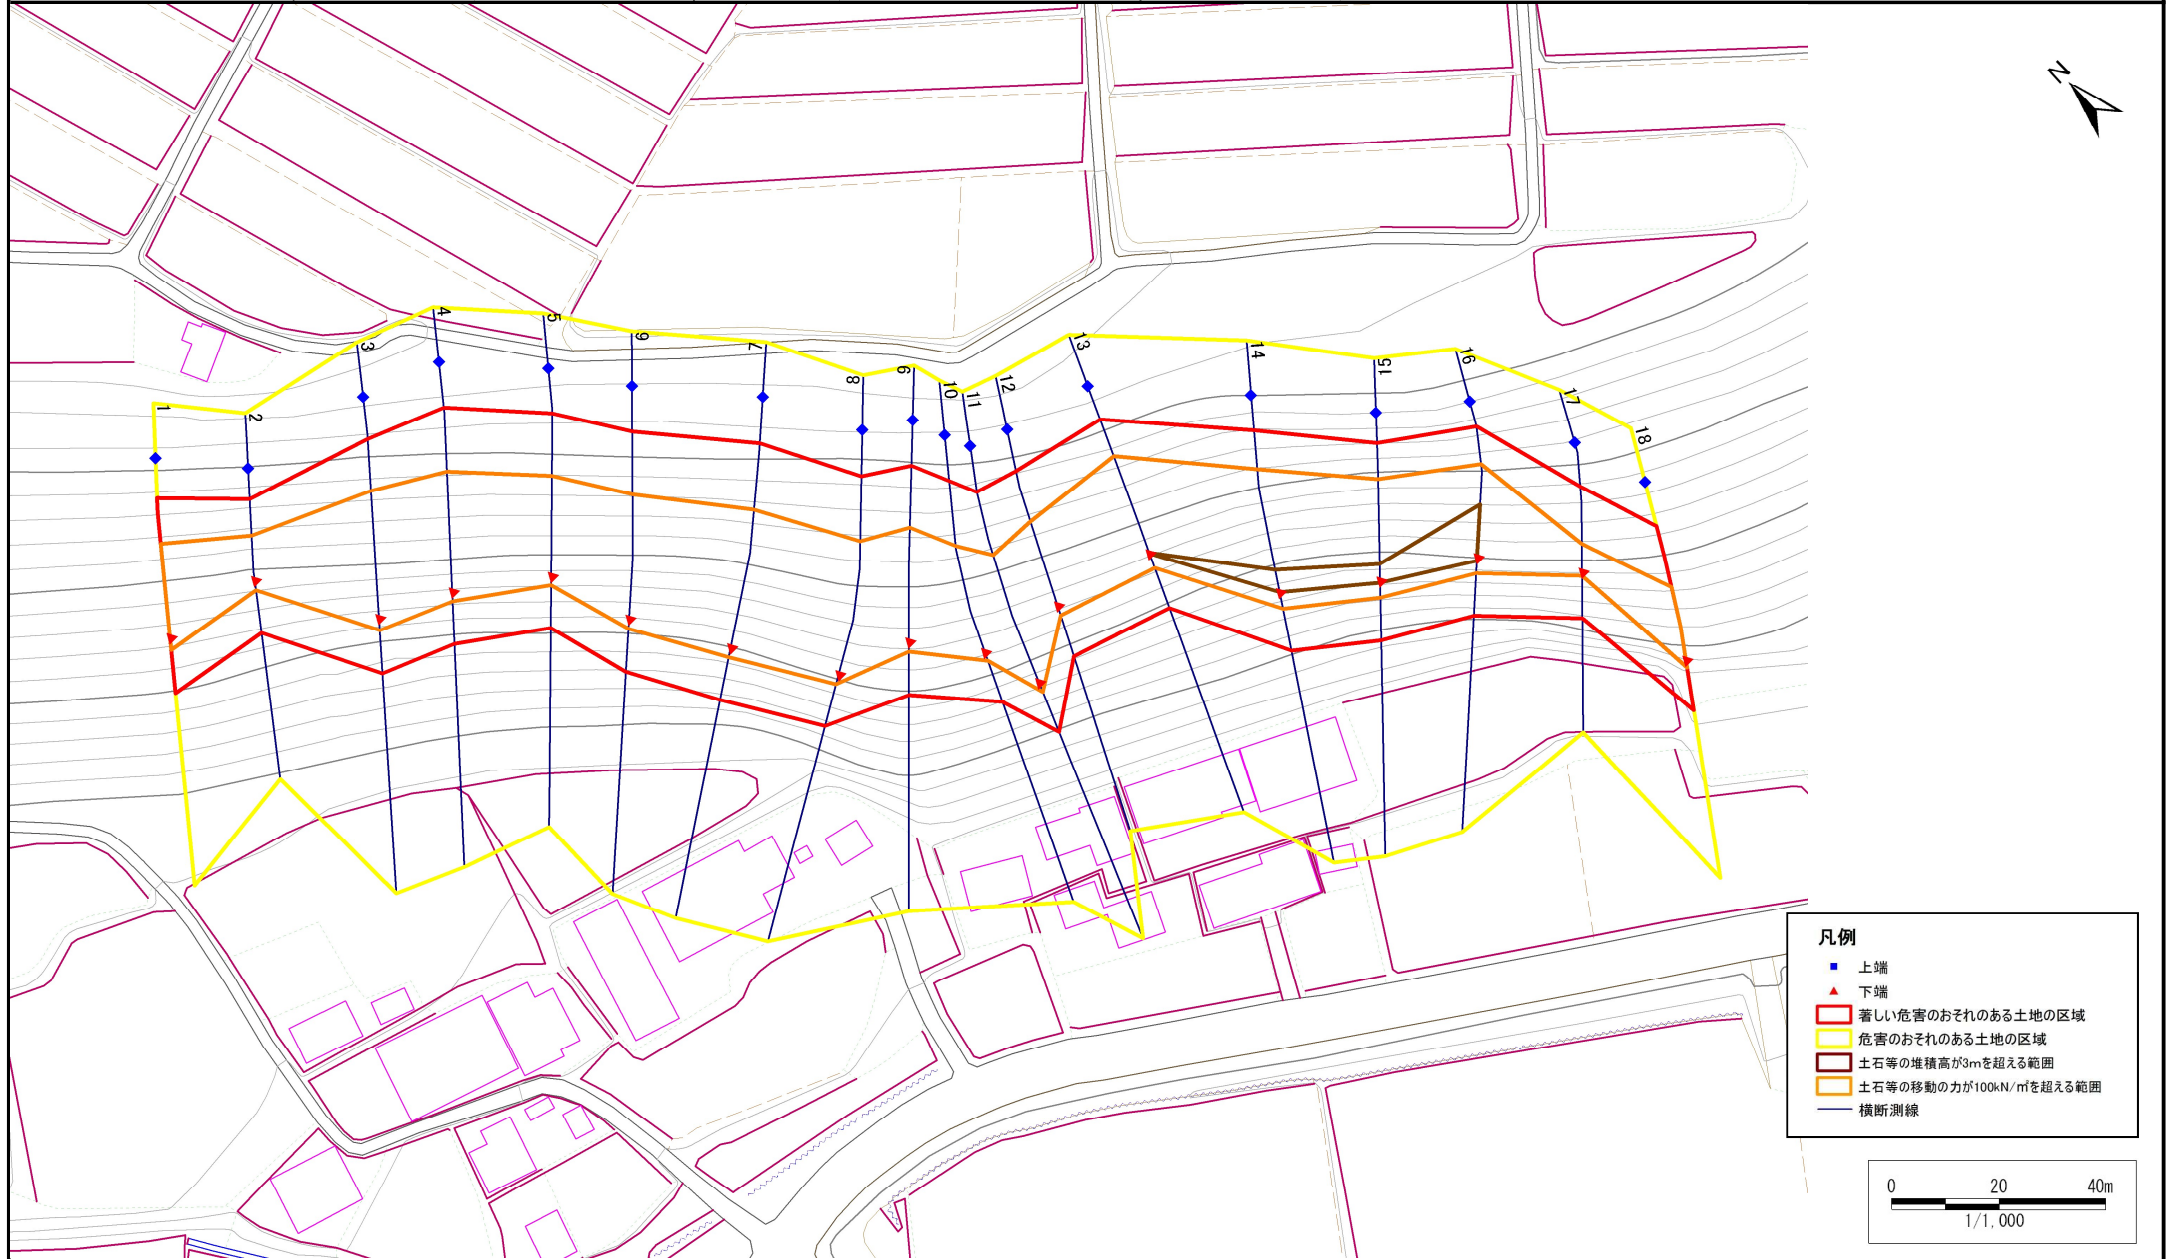 N
1
2
3
4
5
9
7
8
6
10
11
12
13
14
15
16
17
18
凡例
上端
下端
著しい危害のおそれのある土地の区域
危害のおそれのある土地の区域
土石等の堆積高が3mを超える範囲
土石等の移動の力が100kN/㎡を超える範囲
横断測線
0 20 40m
1/1,000